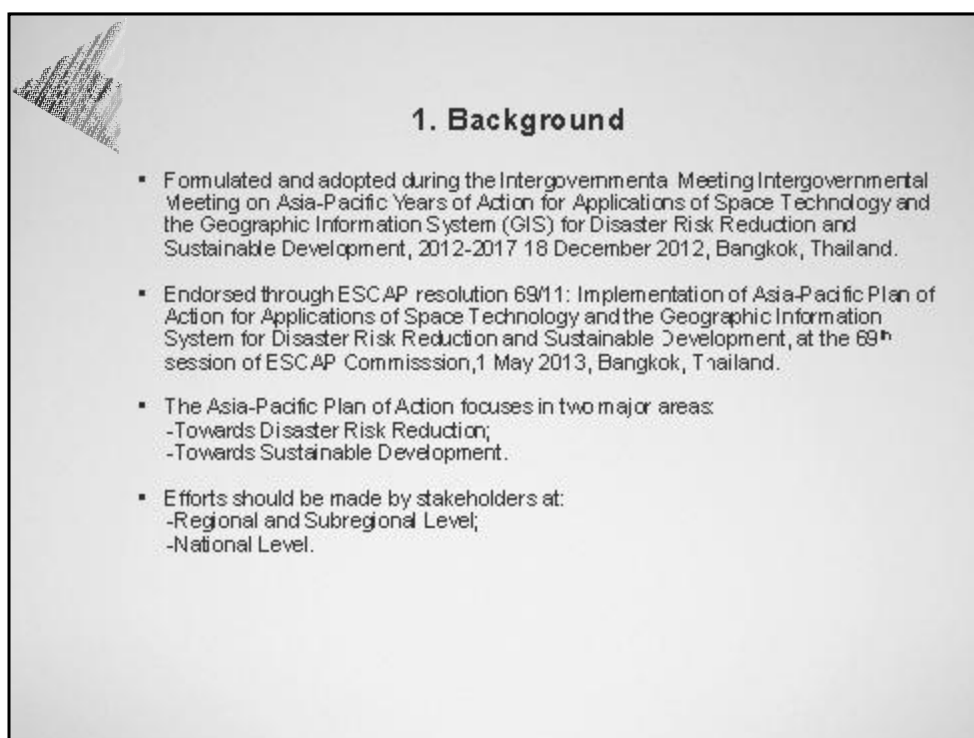 1. Background
▪ Formulated and adopted during the Intergovernmental Meeting Intergovernmental
Meeting on Asia-Pacific Years of Action for Applications of Space Technology and
the Geographic Information System (GIS) for Disaster Risk Reduction and
Sustainable Development, 2012-2017 18 December 2012, Bangkok, Thailand.
▪ Endorsed through ESCAP resolution 69/11: Implementation of Asia-Pacific Plan of
Action for Applications of Space Technology and the Geographic Information
System for Disaster Risk Reduction and Sustainable Development, at the 69th
session of ESCAP Commisssion,1 May 2013, Bangkok, Thailand.
▪ The Asia-Pacific Plan of Action focuses in two major areas:
-Towards Disaster Risk Reduction;
-Towards Sustainable Development.
▪ Efforts should be made by stakeholders at:
-Regional and Subregional Level;
-National Level.